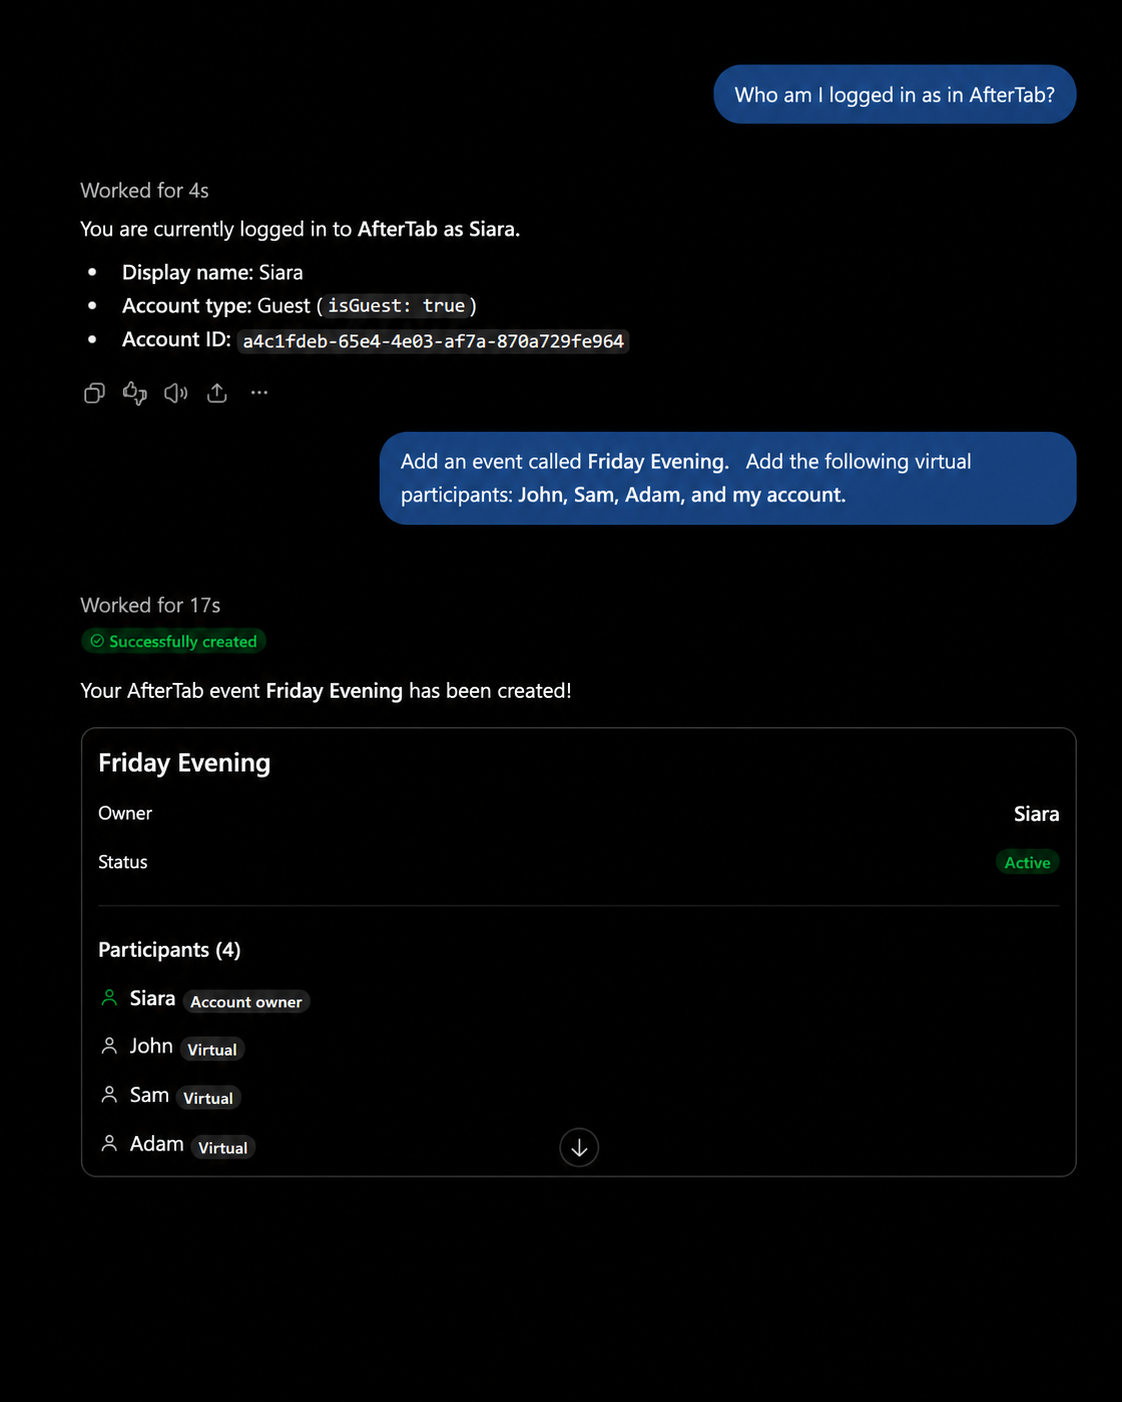 Who am I logged in as in AfterTab?
Worked for 4s
You are currently logged in to AfterTab as Siara.
• Display name: Siara
• Account type: Guest (isGuest: true)
• Account ID: a4c1fdeb-65e4-4e03-af7a-870a729fe964
Add an event called Friday Evening. Add the following virtual
participants: John, Sam, Adam, and my account.
Worked for 17s
Successfully created
Your AfterTab event Friday Evening has been created!
Friday Evening
Owner Siara
Status Active
Participants (4)
Siara Account owner
John Virtual
Sam Virtual
Adam Virtual